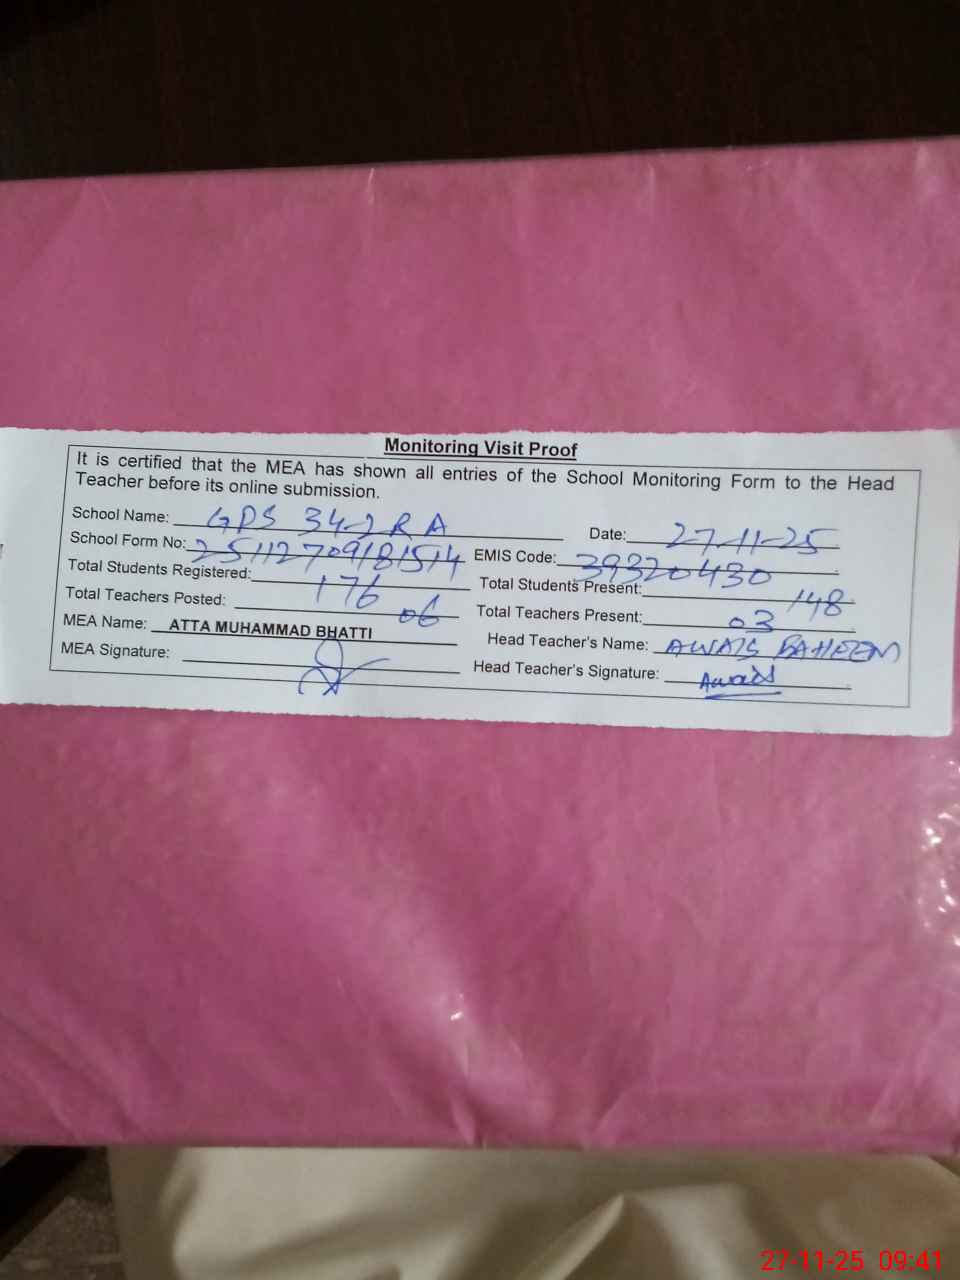 Monitoring Visit Proof
It is certified that the MEA has shown all entries of the School Monitoring Form to the Head
Teacher before its online submission.
School Name: GPS 34-2 R A Date: 27-11-25
School Form No: 25112709181514 EMIS Code: 39320430
Total Students Registered: 176 Total Students Present: 148
Total Teachers Posted: 06 Total Teachers Present: 03
MEA Name: ATTA MUHAMMAD BHATTI Head Teacher's Name: AWAIS
MEA Signature: Head Teacher's Signature: Awais
27-11-25 09:41